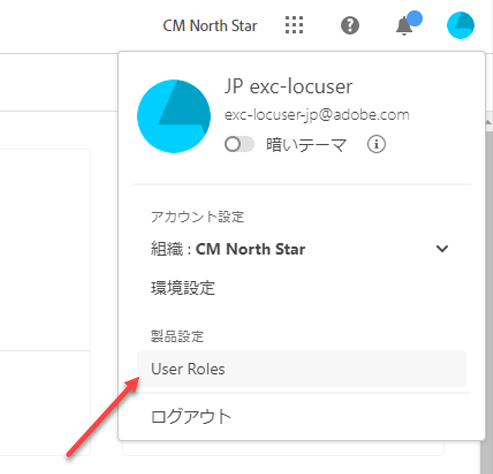 CM North Star
JP exc-locuser
exc-locuser-jp@adobe.com
暗いテーマ
アカウント設定
組織 : CM North Star
環境設定
製品設定
User Roles
ログアウト